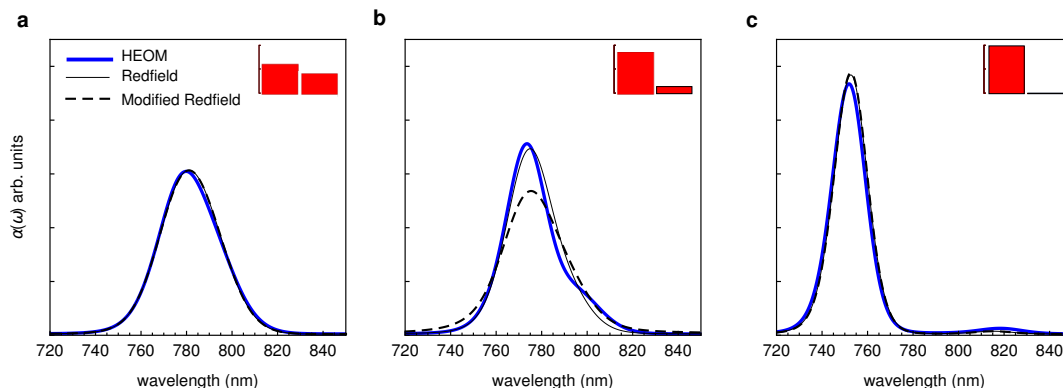 a
b
c
HEOM
Redfield
Modified Redfield
α(ω) arb. units
720 740 760 780 800 820 840
720 740 760 780 800 820 840
720 740 760 780 800 820 840
wavelength (nm)
wavelength (nm)
wavelength (nm)